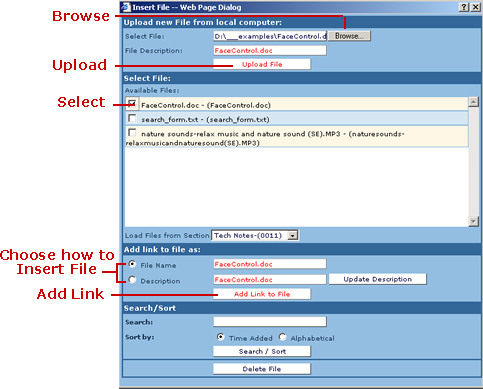 Insert File -- Web Page Dialog
Browse
Upload new File from local computer:
Select File: D:\___examples\FaceControl.d Browse...
File Description: FaceControl.doc
Upload
Upload File
Select File:
Available Files:
Select
FaceControl.doc - (FaceControl.doc)
search_form.txt - (search_form.txt)
nature sounds-relax music and nature sound (SE).MP3 - (naturesounds-
relaxmusicandnaturesound(SE).MP3)
Load Files from Section Tech Notes-(0011)
Add link to file as:
Choose how to
Insert File
File Name FaceControl.doc
Description FaceControl.doc Update Description
Add Link
Add Link to File
Search/Sort
Search:
Sort by: Time Added Alphabetical
Search / Sort
Delete File